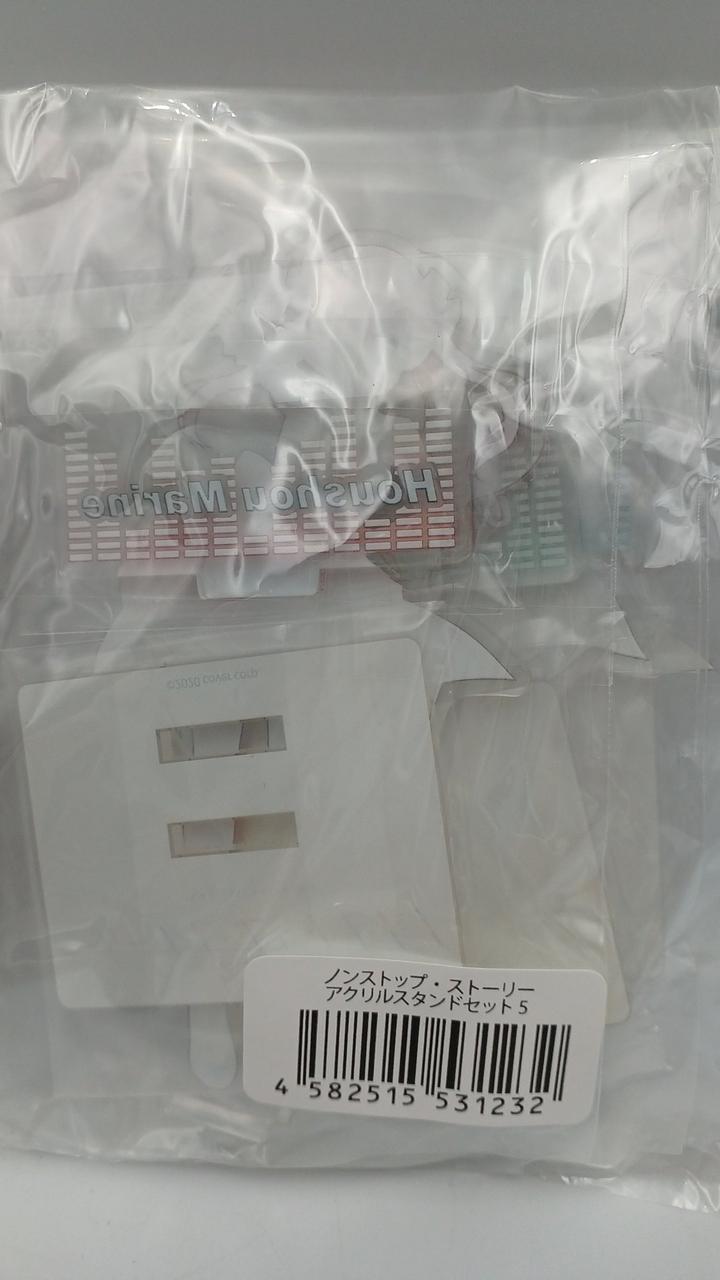 Houshou Marine
©2020 cover corp
ノンストップ・ストーリー
アクリルスタンドセット 5
4 582515 531232